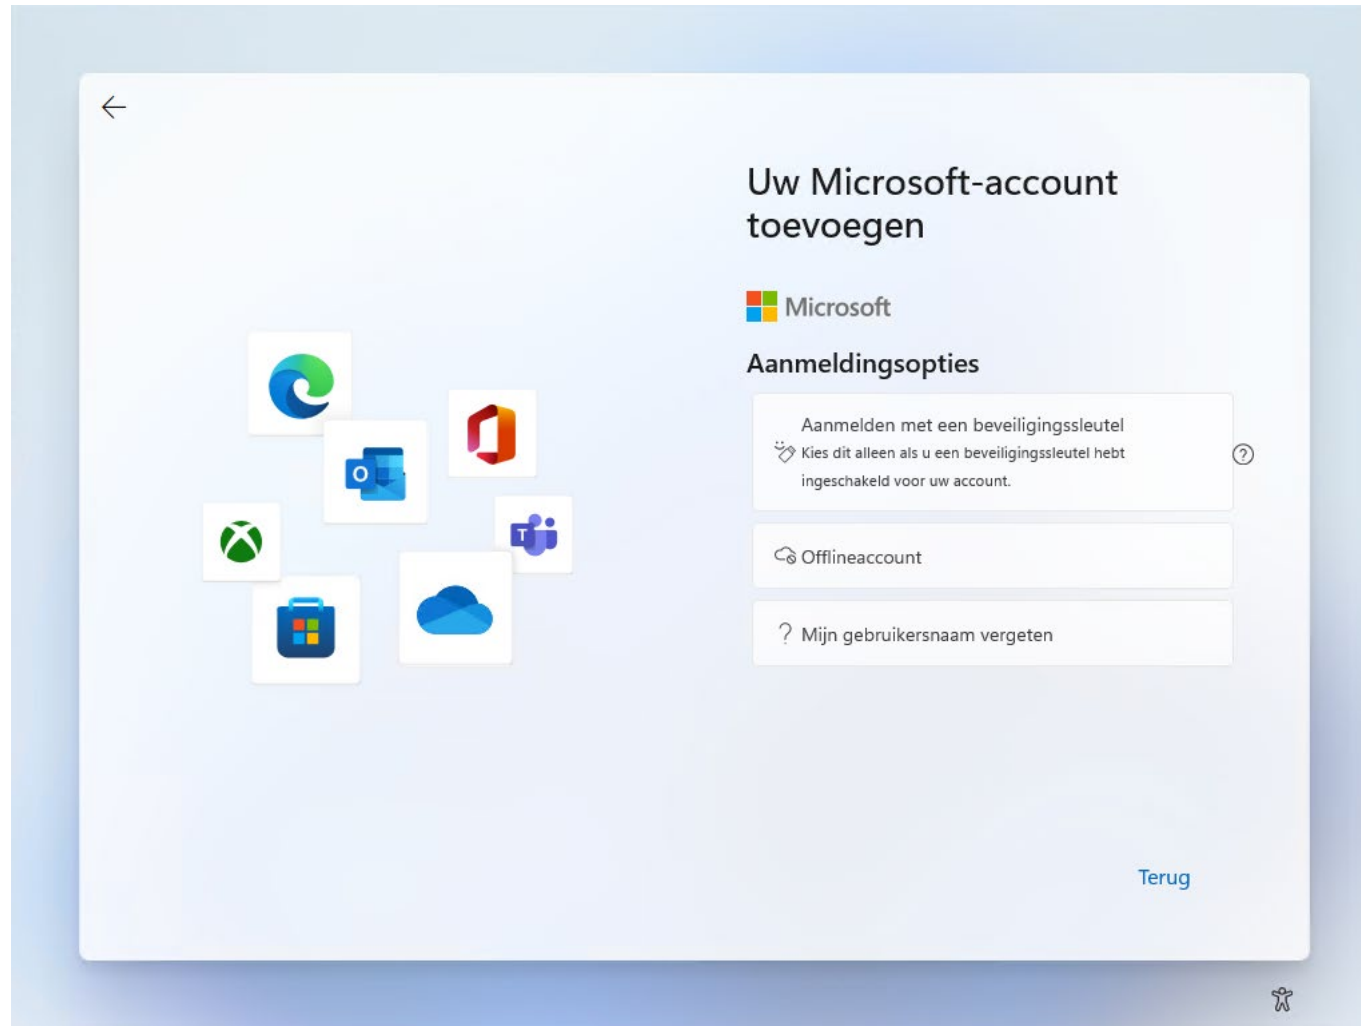 Uw Microsoft-account
toevoegen
Microsoft
Aanmeldingsopties
Aanmelden met een beveiligingssleutel
Kies dit alleen als u een beveiligingssleutel hebt
ingeschakeld voor uw account.
Offlineaccount
Mijn gebruikersnaam vergeten
Terug